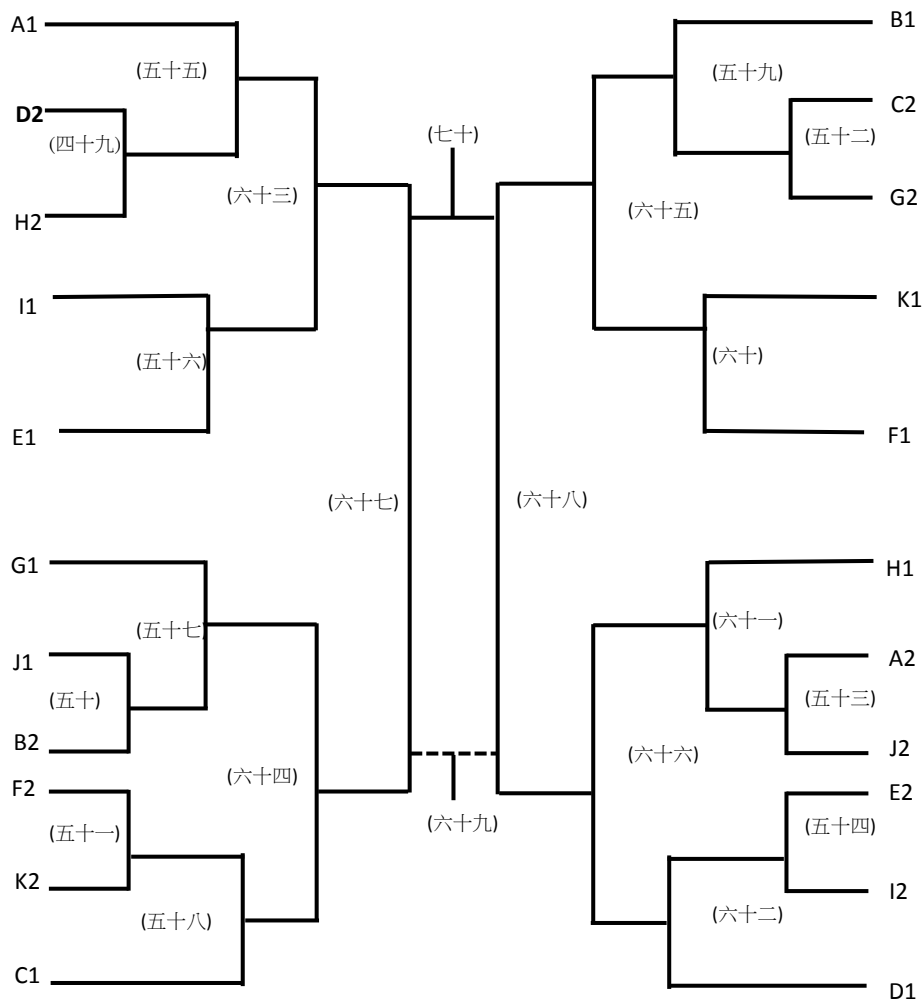 A1
(五十五)
D2
(四十九)
H2
(六十三)
I1
(五十六)
E1
(六十七)
G1
(五十七)
J1
(五十)
B2
(六十四)
F2
(五十一)
K2
(五十八)
C1
(七十)
(六十九)
B1
(五十九)
C2
(五十二)
G2
(六十五)
K1
(六十)
F1
(六十八)
H1
(六十一)
A2
(五十三)
J2
(六十六)
E2
(五十四)
I2
(六十二)
D1